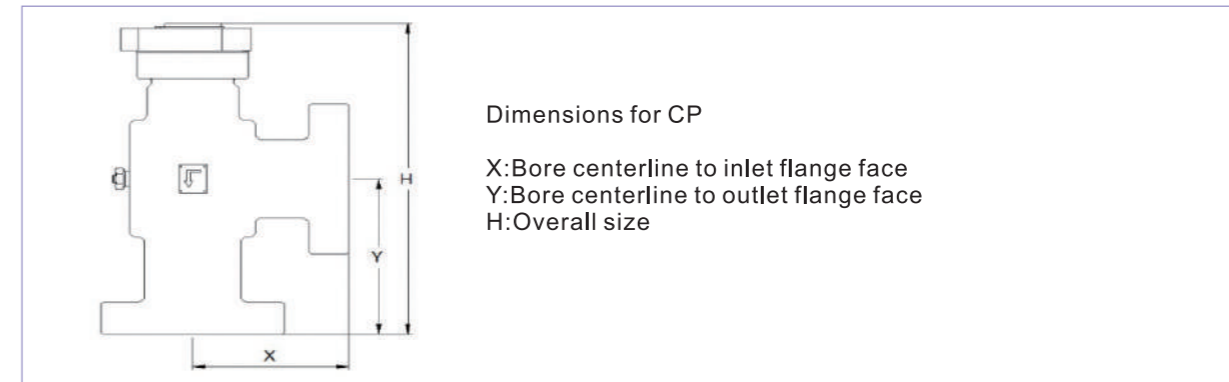 Dimensions for CP
X:Bore centerline to inlet flange face
Y:Bore centerline to outlet flange face
H:Overall size
H
Y
X